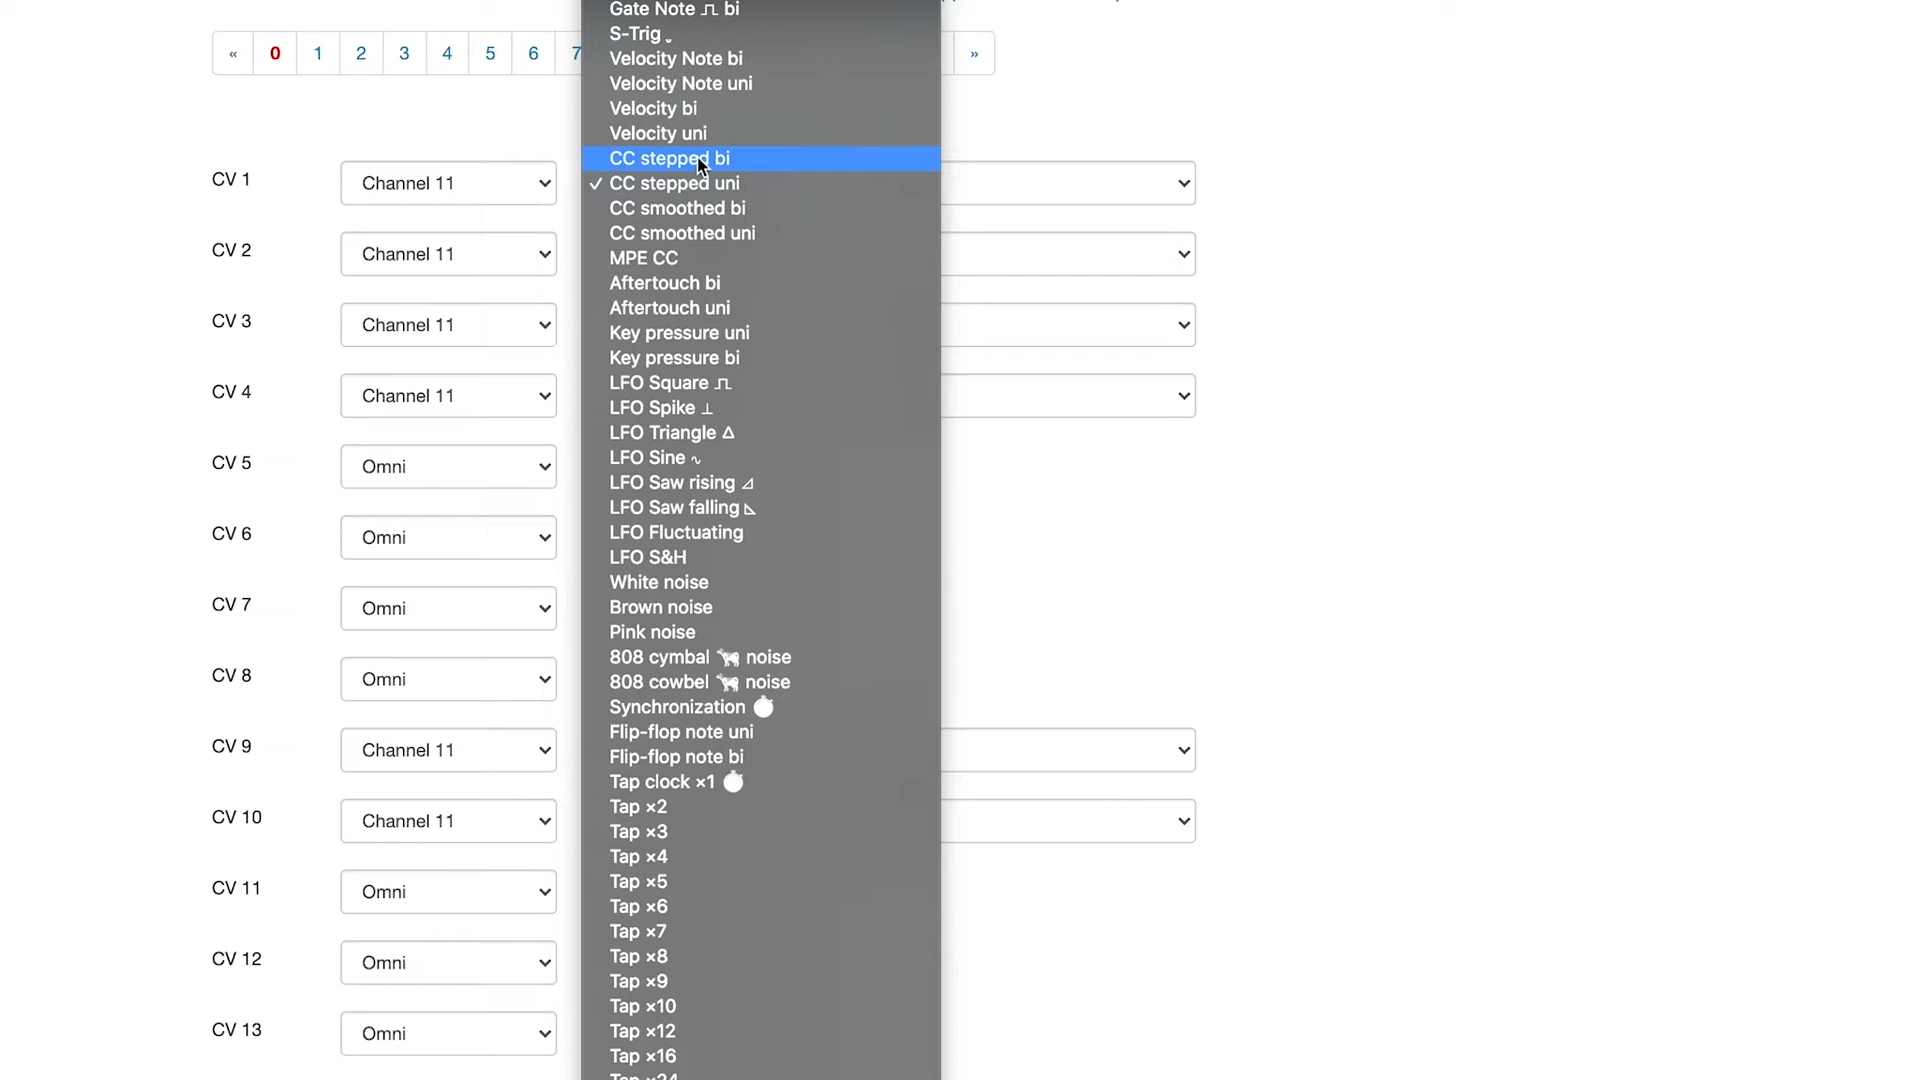 « 0 1 2 3 4 5 6 7 »
Gate Note ⎍ bi
S-Trig ⌄
Velocity Note bi
Velocity Note uni
Velocity bi
Velocity uni
CC stepped bi
✓ CC stepped uni
CC smoothed bi
CC smoothed uni
MPE CC
Aftertouch bi
Aftertouch uni
Key pressure uni
Key pressure bi
LFO Square ⎍
LFO Spike ⊥
LFO Triangle Δ
LFO Sine ∿
LFO Saw rising ⊿
LFO Saw falling ◺
LFO Fluctuating
LFO S&H
White noise
Brown noise
Pink noise
808 cymbal 🐄 noise
808 cowbel 🐄 noise
Synchronization ⏱
Flip-flop note uni
Flip-flop note bi
Tap clock ×1 ⏱
Tap ×2
Tap ×3
Tap ×4
Tap ×5
Tap ×6
Tap ×7
Tap ×8
Tap ×9
Tap ×10
Tap ×12
Tap ×16
Tap ×24
CV 1 Channel 11
CV 2 Channel 11
CV 3 Channel 11
CV 4 Channel 11
CV 5 Omni
CV 6 Omni
CV 7 Omni
CV 8 Omni
CV 9 Channel 11
CV 10 Channel 11
CV 11 Omni
CV 12 Omni
CV 13 Omni